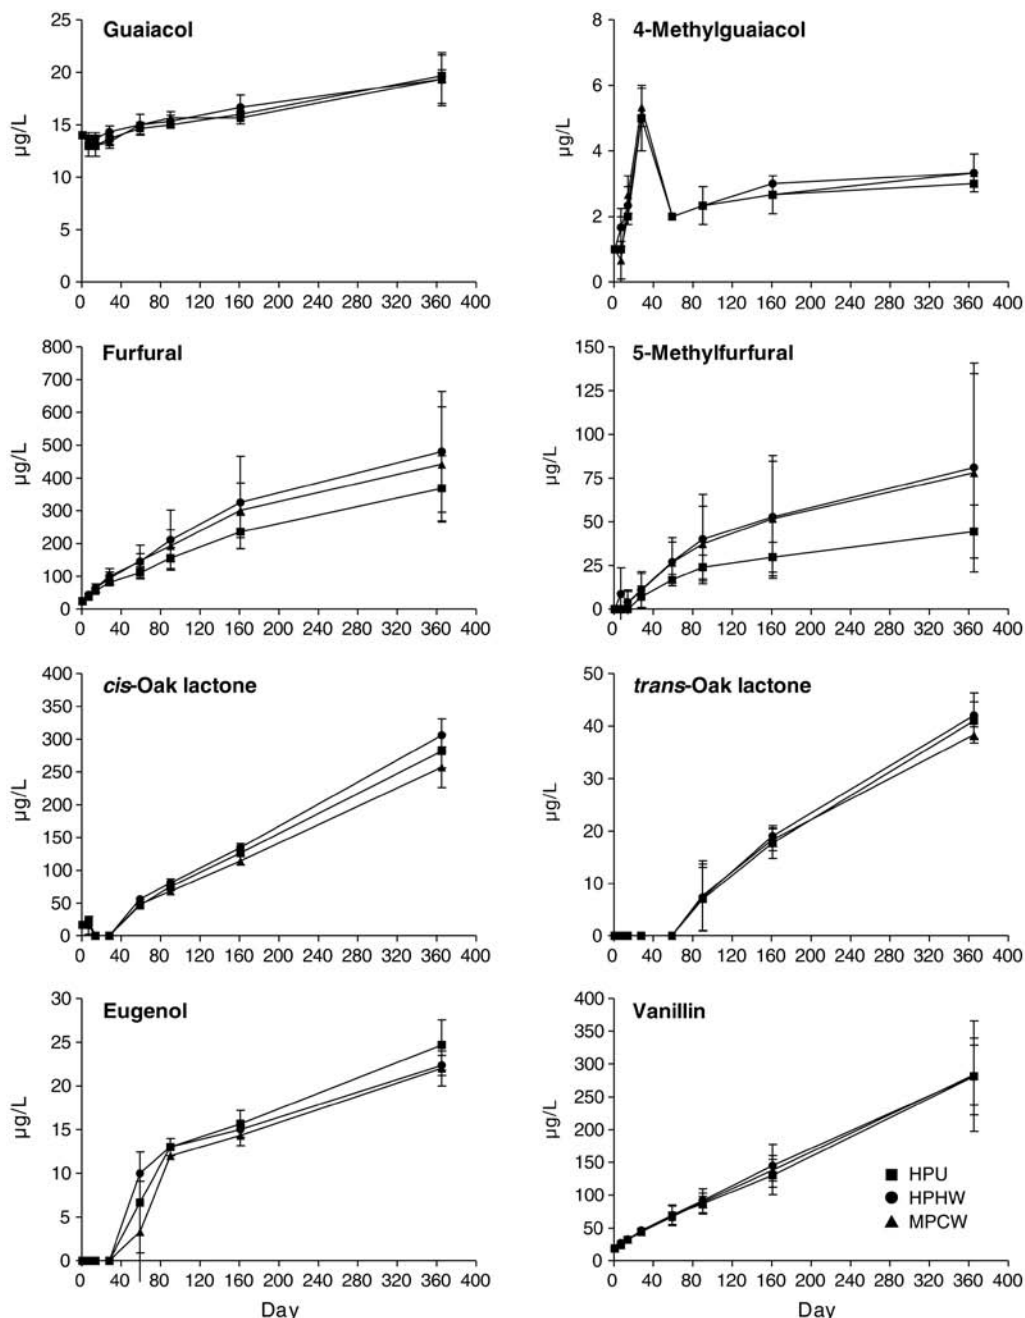 Guaiacol
25
20
15
10
5
0
µg/L
0 40 80 120 160 200 240 280 320 360 400
4-Methylguaiacol
8
6
4
2
0
µg/L
0 40 80 120 160 200 240 280 320 360 400
Furfural
800
700
600
500
400
300
200
100
0
µg/L
0 40 80 120 160 200 240 280 320 360 400
5-Methylfurfural
150
125
100
75
50
25
0
µg/L
0 40 80 120 160 200 240 280 320 360 400
cis-Oak lactone
400
350
300
250
200
150
100
50
0
µg/L
0 40 80 120 160 200 240 280 320 360 400
trans-Oak lactone
50
40
30
20
10
0
µg/L
0 40 80 120 160 200 240 280 320 360 400
Eugenol
30
25
20
15
10
5
0
µg/L
0 40 80 120 160 200 240 280 320 360 400
Day
Vanillin
400
350
300
250
200
150
100
50
0
µg/L
HPU
HPHW
MPCW
0 40 80 120 160 200 240 280 320 360 400
Day